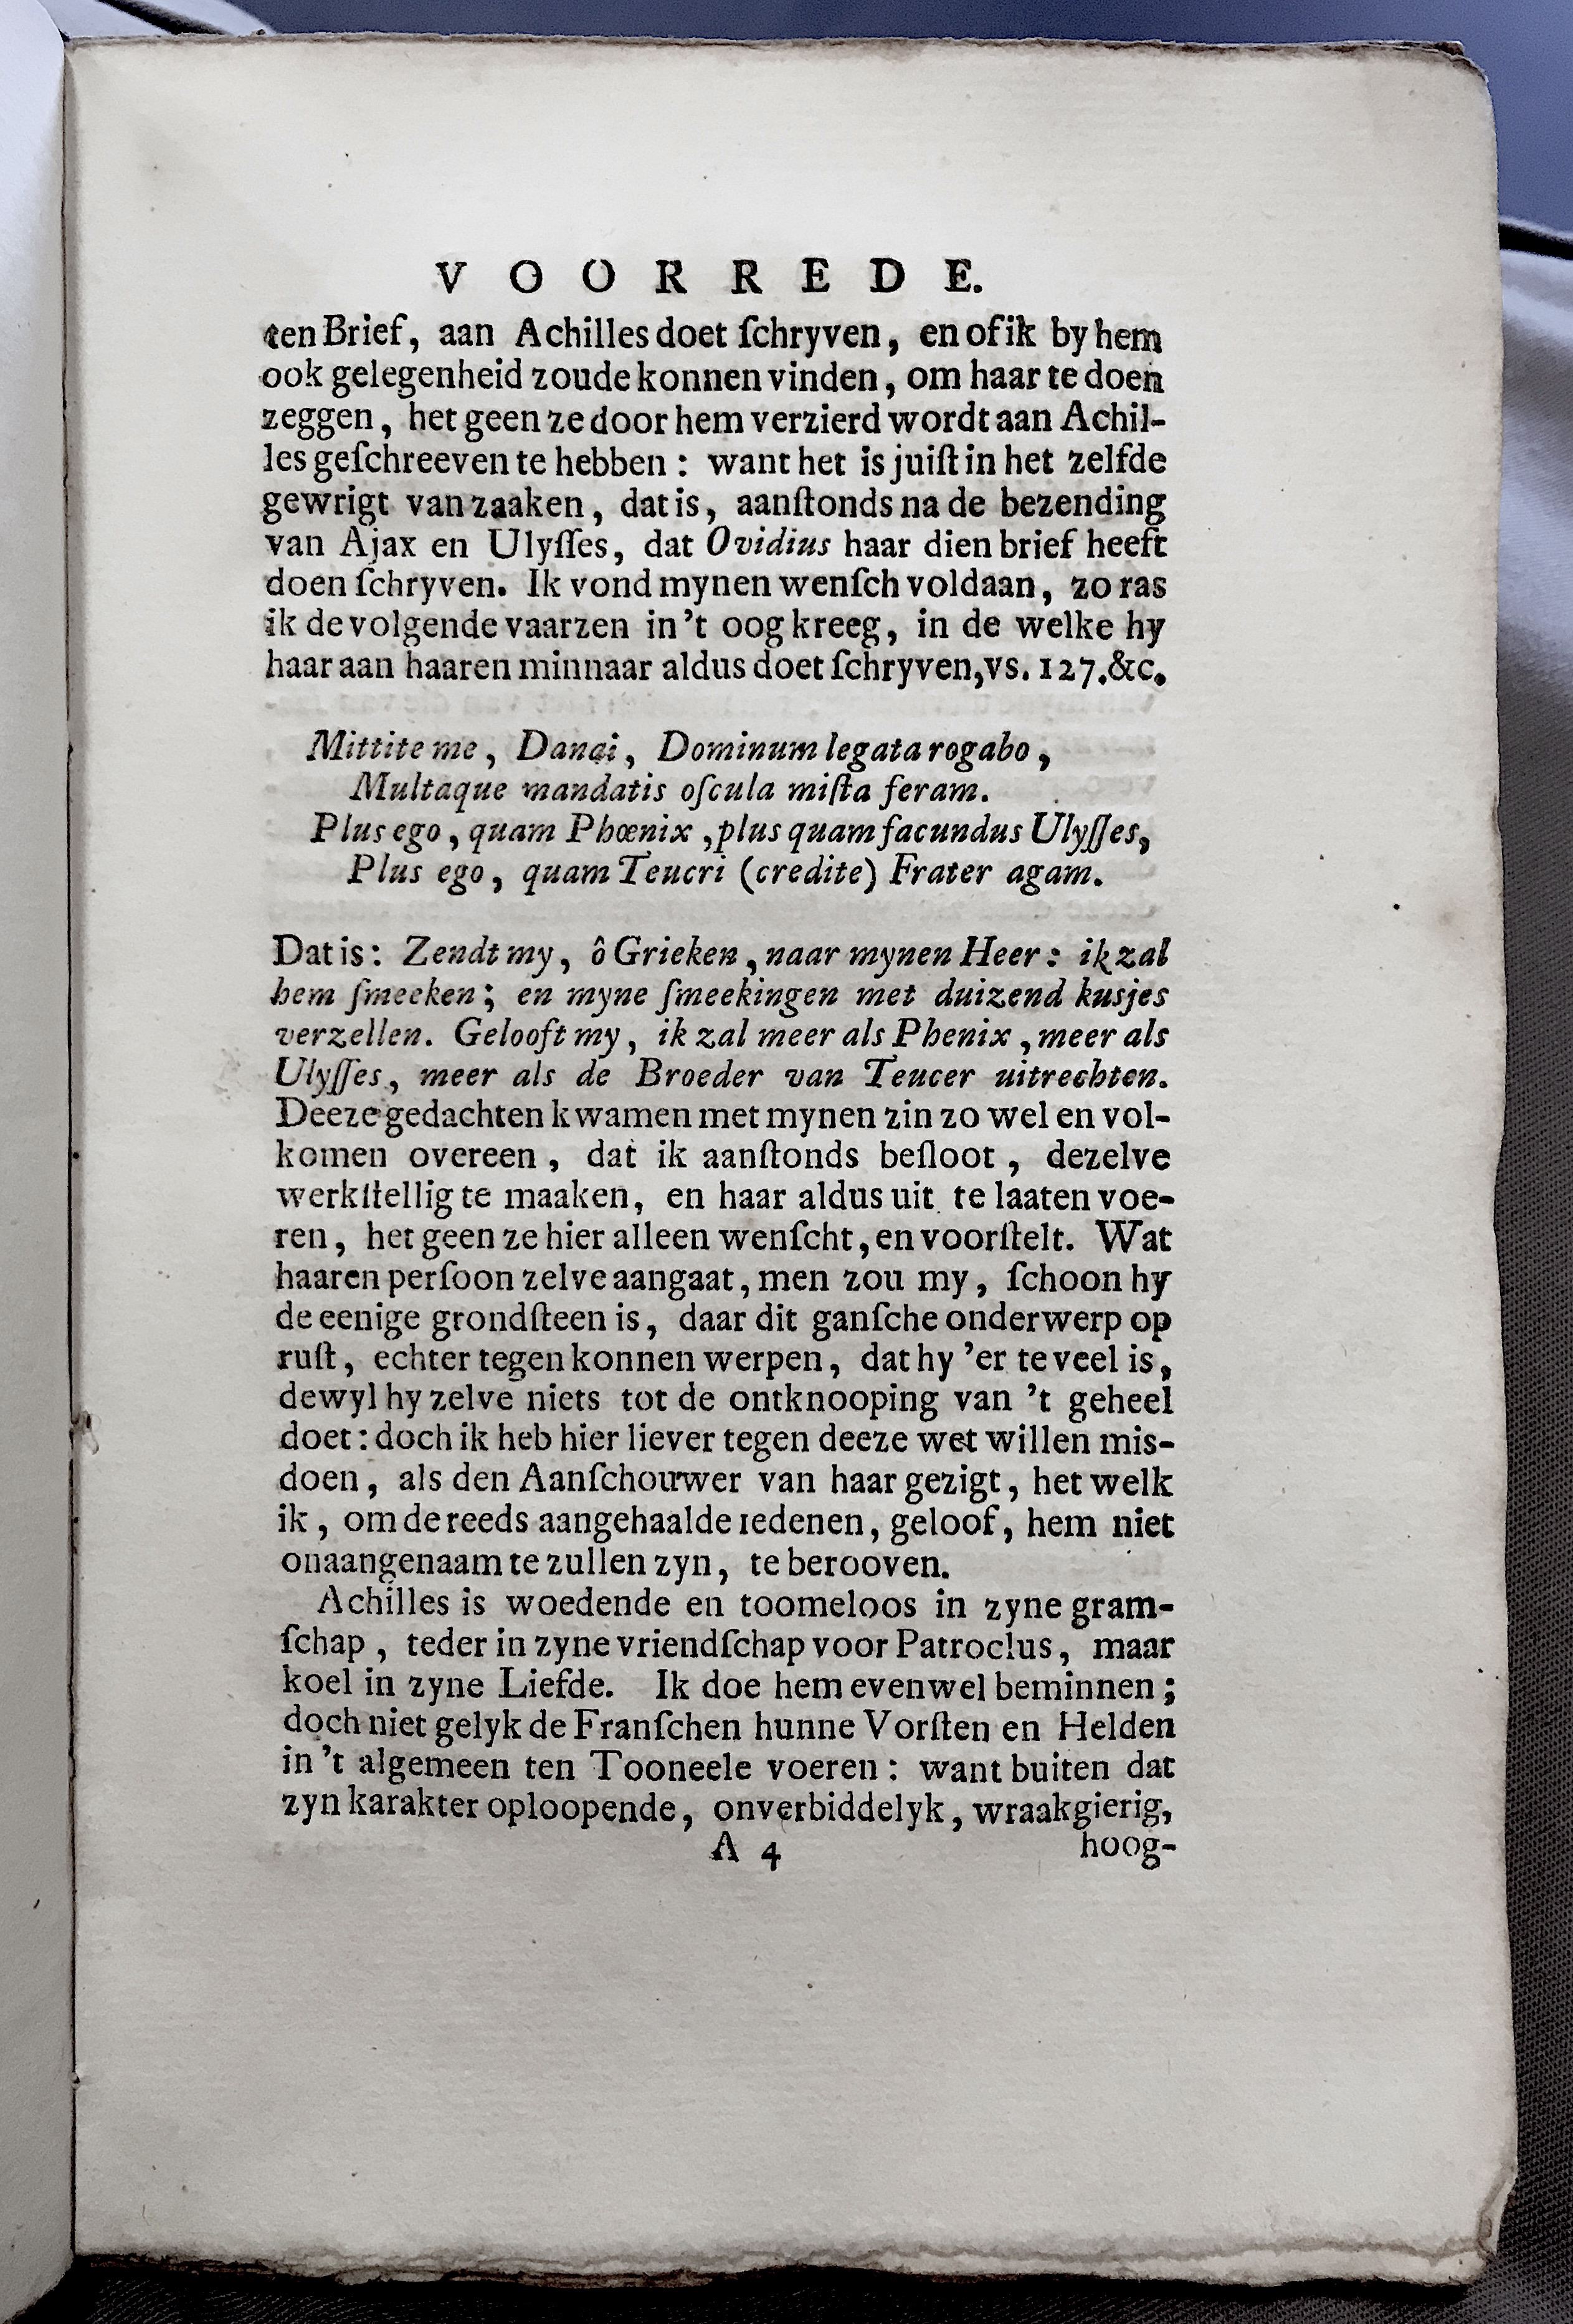 VOORREDE.
ten Brief, aan Achilles doet ſchryven, en of ik by hem
ook gelegenheid zoude konnen vinden, om haar te doen
zeggen, het geen ze door hem verzierd wordt aan Achil-
les geſchreeven te hebben: want het is juiſt in het zelfde
gewrigt van zaaken, dat is, aanſtonds na de bezending
van Ajax en Ulyſſes, dat Ovidius haar dien brief heeft
doen ſchryven. Ik vond mynen wenſch voldaan, zo ras
ik de volgende vaarzen in 't oog kreeg, in de welke hy
haar aan haaren minnaar aldus doet ſchryven, vs. 127. &c.
Mittite me, Danai, Dominum legata rogabo,
Multaque mandatis oſcula miſta feram.
Plus ego, quam Phœnix, plus quam facundus Ulyſſes,
Plus ego, quam Teucri (credite) Frater agam.
Dat is: Zendt my, ô Grieken, naar mynen Heer: ik zal
hem ſmeeken; en myne ſmeekingen met duizend kusjes
verzellen. Gelooft my, ik zal meer als Phenix, meer als
Ulyſſes, meer als de Broeder van Teucer uitrechten.
Deeze gedachten kwamen met mynen zin zo wel en vol-
komen overeen, dat ik aanſtonds beſloot, dezelve
werkſtellig te maaken, en haar aldus uit te laaten voe-
ren, het geen ze hier alleen wenſcht, en voorſtelt. Wat
haaren perſoon zelve aangaat, men zou my, ſchoon hy
de eenige grondſteen is, daar dit ganſche onderwerp op
ruſt, echter tegen konnen werpen, dat hy 'er te veel is,
dewyl hy zelve niets tot de ontknooping van 't geheel
doet: doch ik heb hier liever tegen deeze wet willen mis-
doen, als den Aanſchouwer van haar gezigt, het welk
ik, om de reeds aangehaalde redenen, geloof, hem niet
onaangenaam te zullen zyn, te berooven.
Achilles is woedende en toomeloos in zyne gram-
ſchap, teder in zyne vriendſchap voor Patroclus, maar
koel in zyne Liefde. Ik doe hem evenwel beminnen;
doch niet gelyk de Franſchen hunne Vorſten en Helden
in 't algemeen ten Tooneele voeren: want buiten dat
zyn karakter oploopende, onverbiddelyk, wraakgierig,
A 4 hoog-